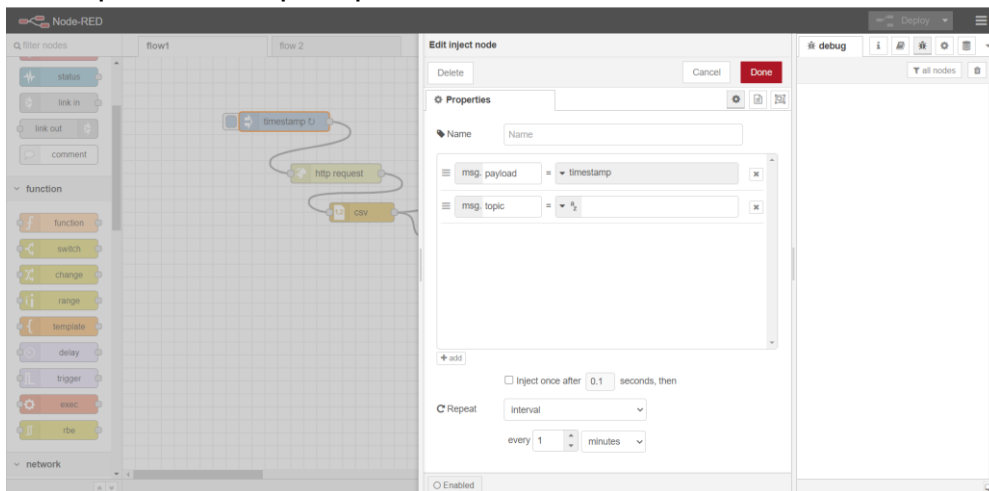 Node-RED
Deploy
filter nodes
flow1
flow 2
Edit inject node
debug
i
Delete
Cancel
Done
all nodes
status
link in
link out
comment
function
function
switch
change
range
template
delay
trigger
exec
rbe
network
timestamp ↻
http request
csv
Properties
Name
Name
msg. payload
=
timestamp
msg. topic
=
a
z
+ add
Inject once after 0.1 seconds, then
Repeat
interval
every 1
minutes
Enabled